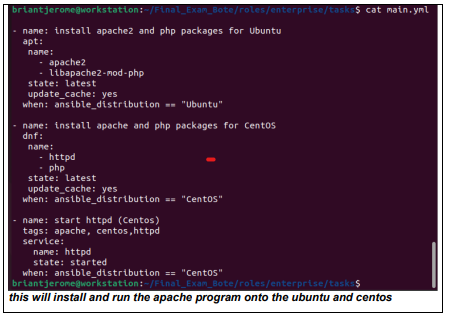 briantjerome@workstation:~/Final_Exam_Bote/roles/enterprise/tasks$ cat main.yml
- name: install apache2 and php packages for Ubuntu
  apt:
    name:
      - apache2
      - libapache2-mod-php
    state: latest
    update_cache: yes
  when: ansible_distribution == "Ubuntu"
- name: install apache and php packages for CentOS
  dnf:
    name:
      - httpd
      - php
    state: latest
    update_cache: yes
  when: ansible_distribution == "CentOS"
- name: start httpd (Centos)
  tags: apache, centos,httpd
  service:
    name: httpd
    state: started
  when: ansible_distribution == "CentOS"
briantjerome@workstation:~/Final_Exam_Bote/roles/enterprise/tasks$
this will install and run the apache program onto the ubuntu and centos